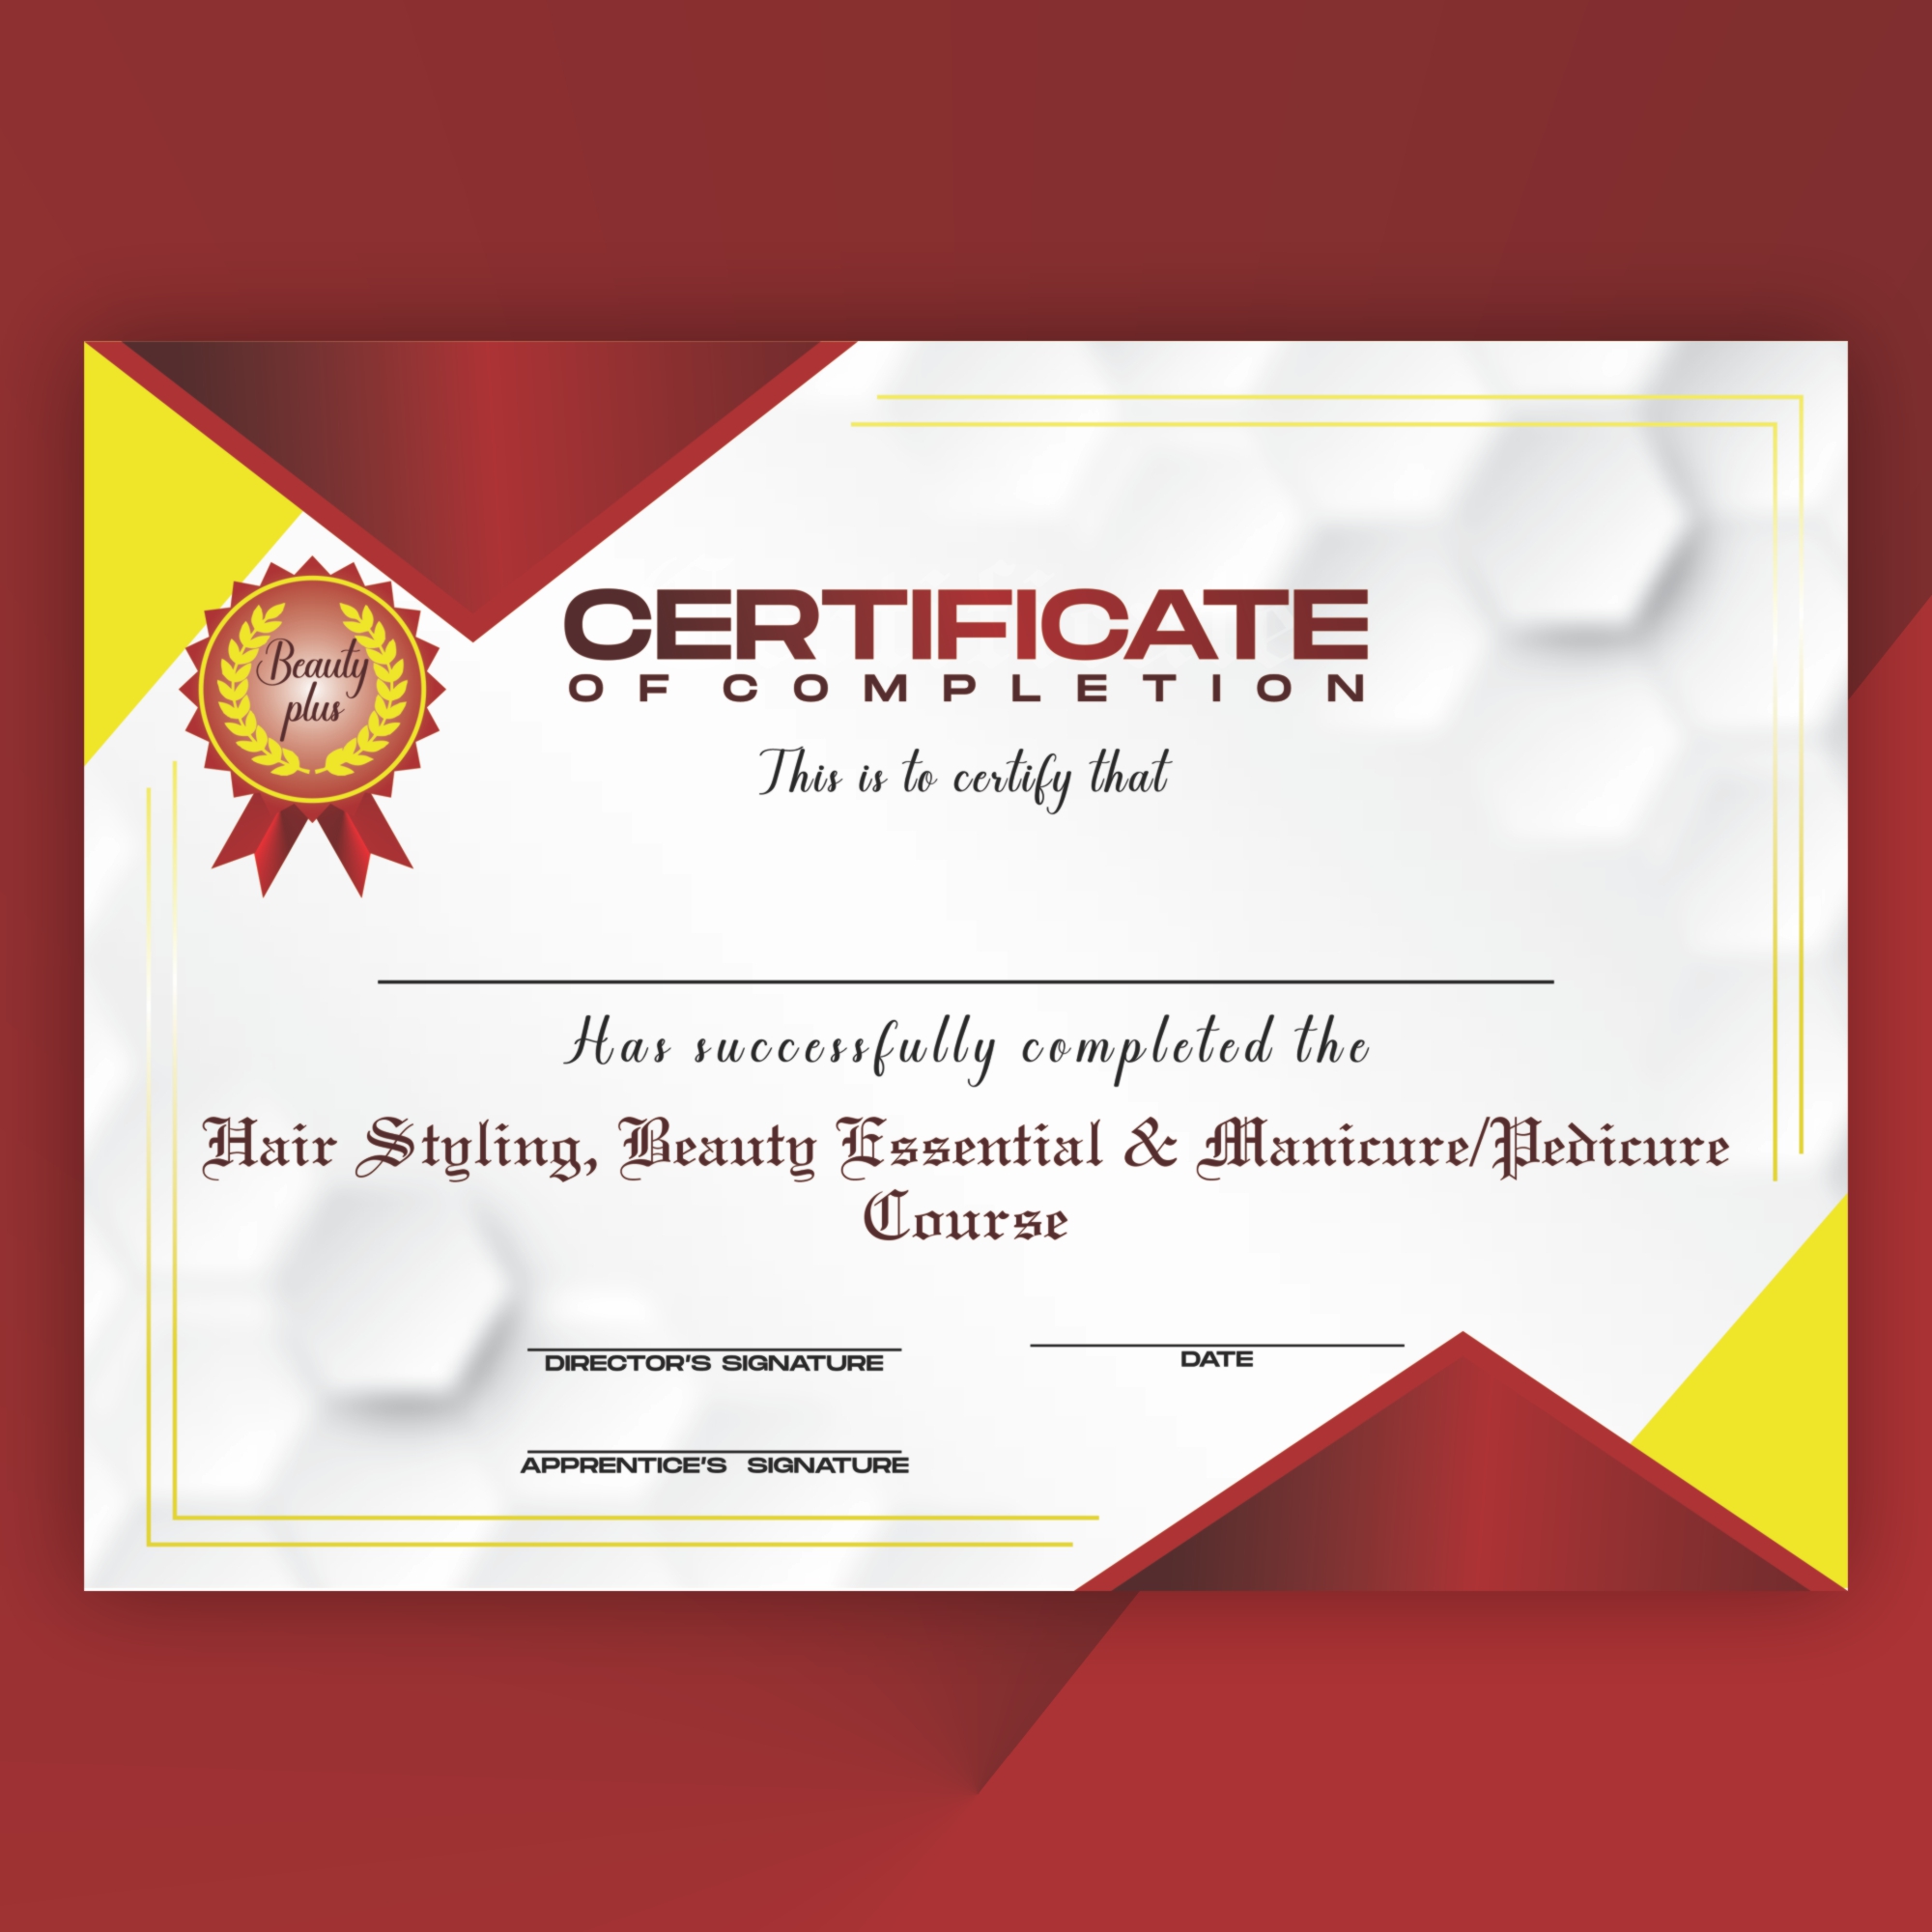 Beauty
plus
CERTIFICATE
OF COMPLETION
This is to certify that
Has successfully completed the
Hair Styling, Beauty Essential & Manicure/Pedicure
Course
DIRECTOR'S SIGNATURE
DATE
APPRENTICE'S SIGNATURE